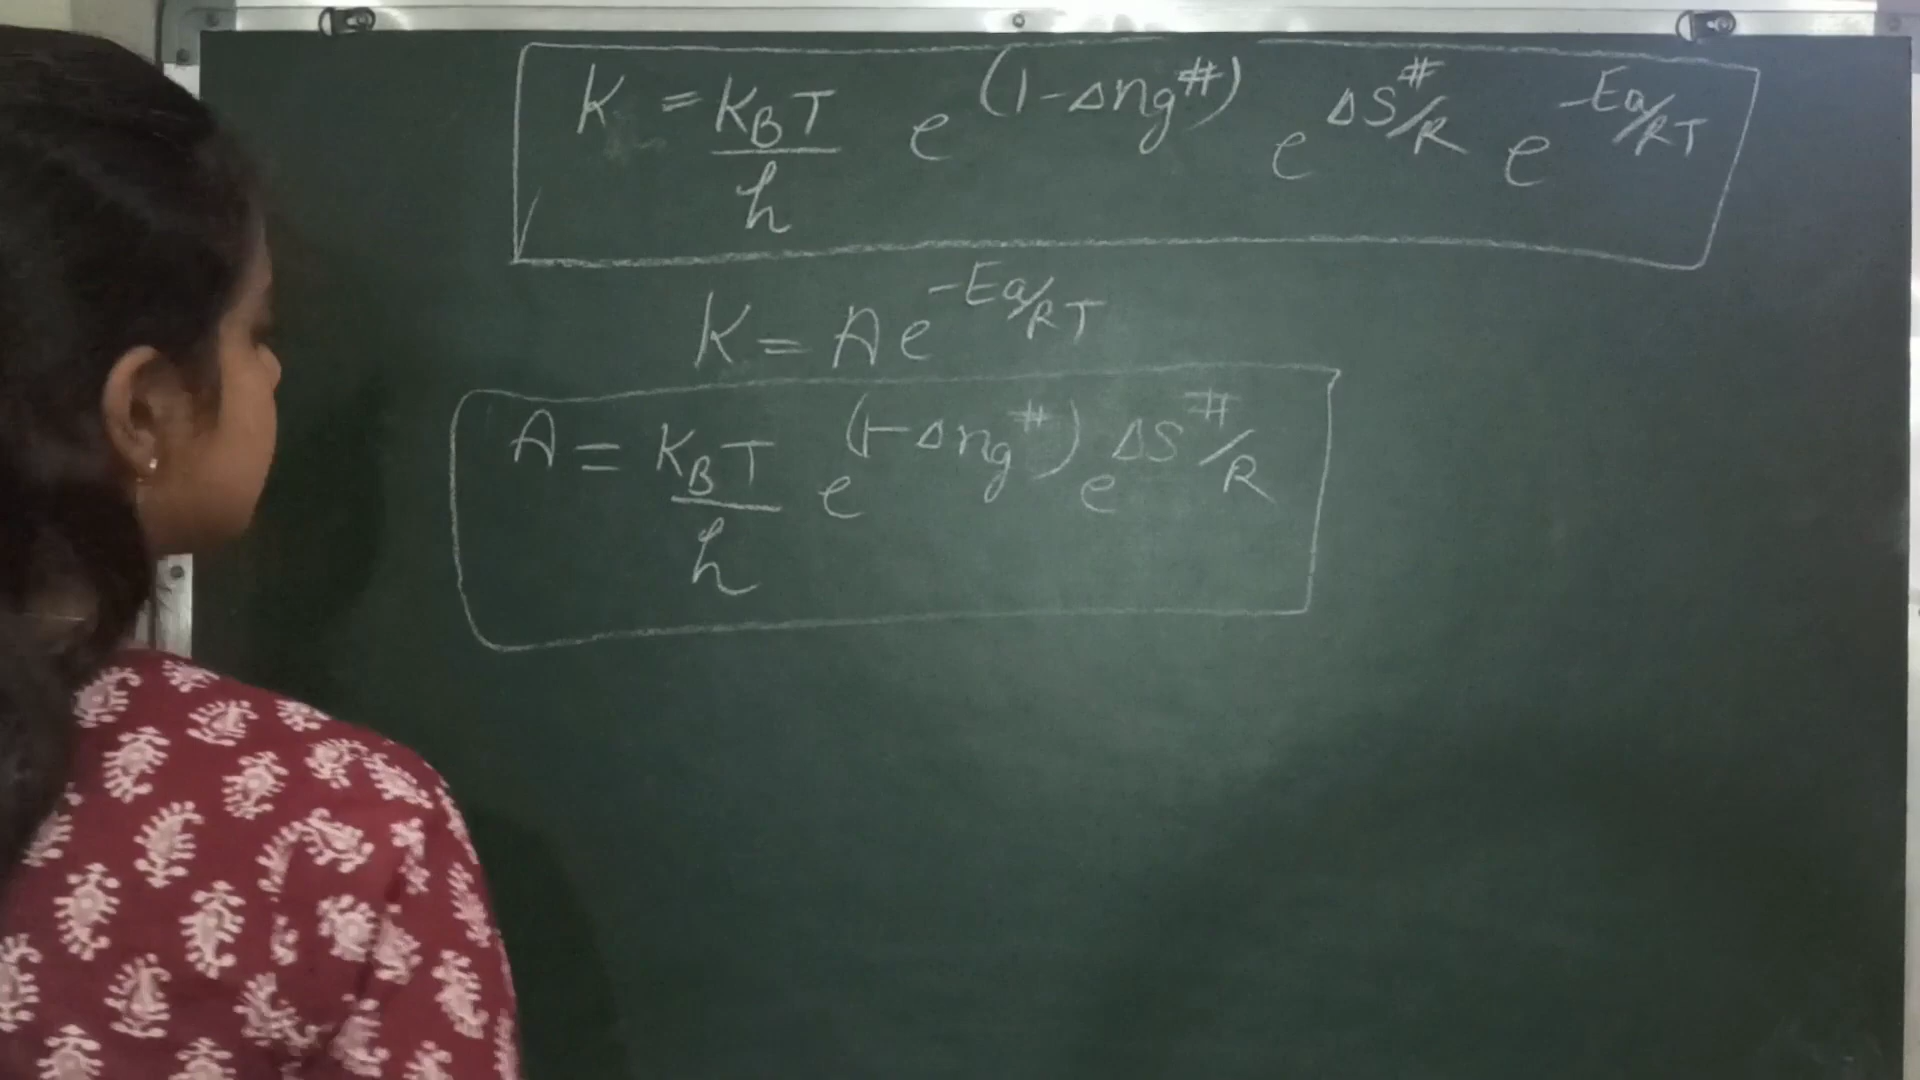 K = K_B T / h e^(1-Δng^#) e^ΔS^#/R e^-Ea/RT
K = A e^-Ea/RT
A = K_B T / h e^(1-Δng^#) e^ΔS^#/R